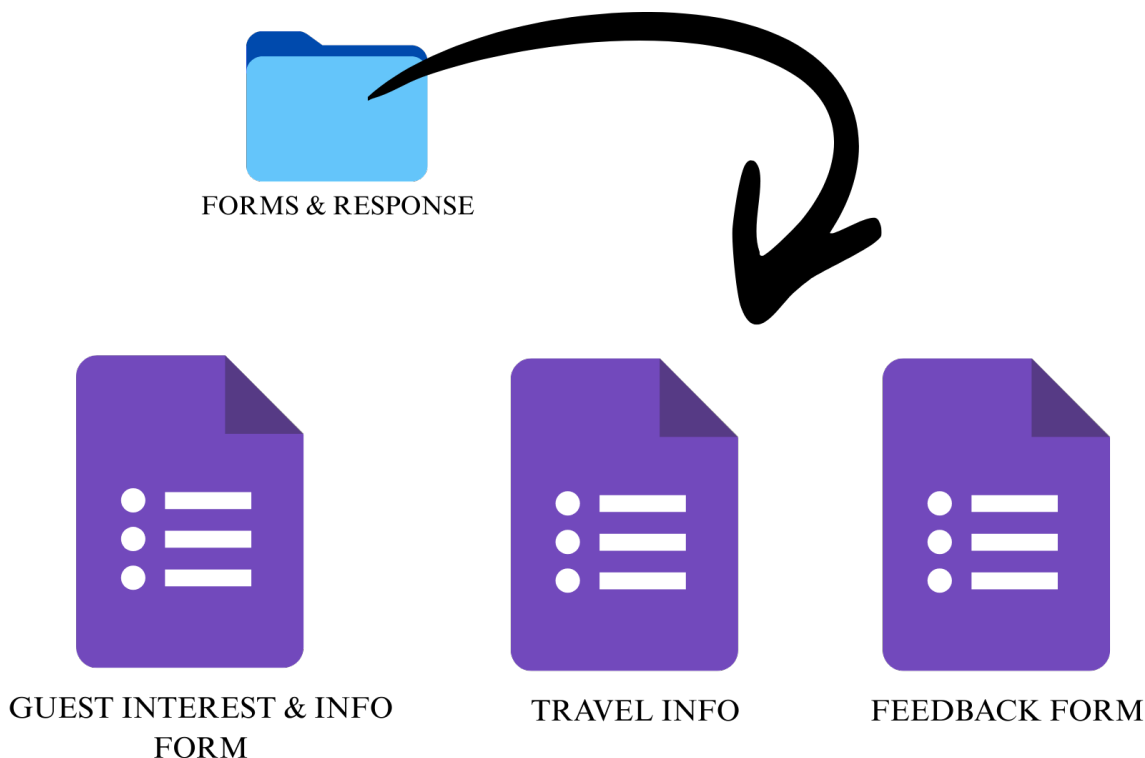 FORMS & RESPONSE
GUEST INTEREST & INFO
FORM
TRAVEL INFO
FEEDBACK FORM